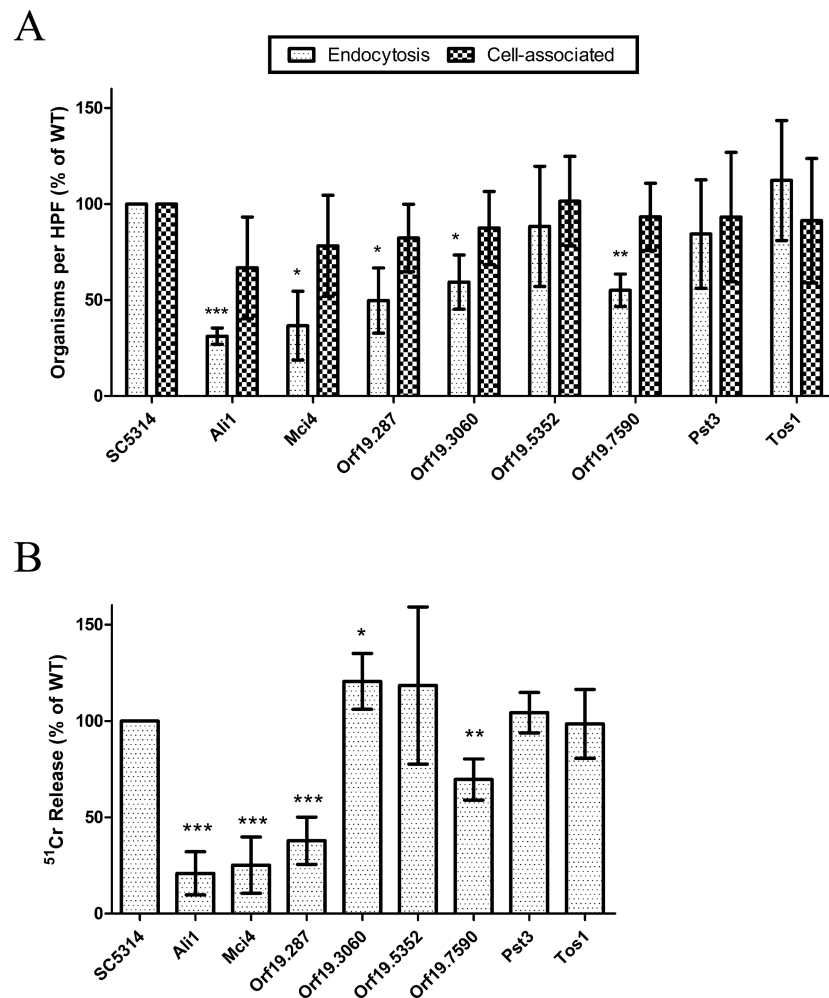 A
Endocytosis Cell-associated
Organisms per HPF (% of WT)
150
100
50
0
***
*
*
*
**
SC5314
Ali1
Mci4
Orf19.287
Orf19.3060
Orf19.5352
Orf19.7590
Pst3
Tos1
B
51Cr Release (% of WT)
150
100
50
0
***
***
***
*
**
SC5314
Ali1
Mci4
Orf19.287
Orf19.3060
Orf19.5352
Orf19.7590
Pst3
Tos1